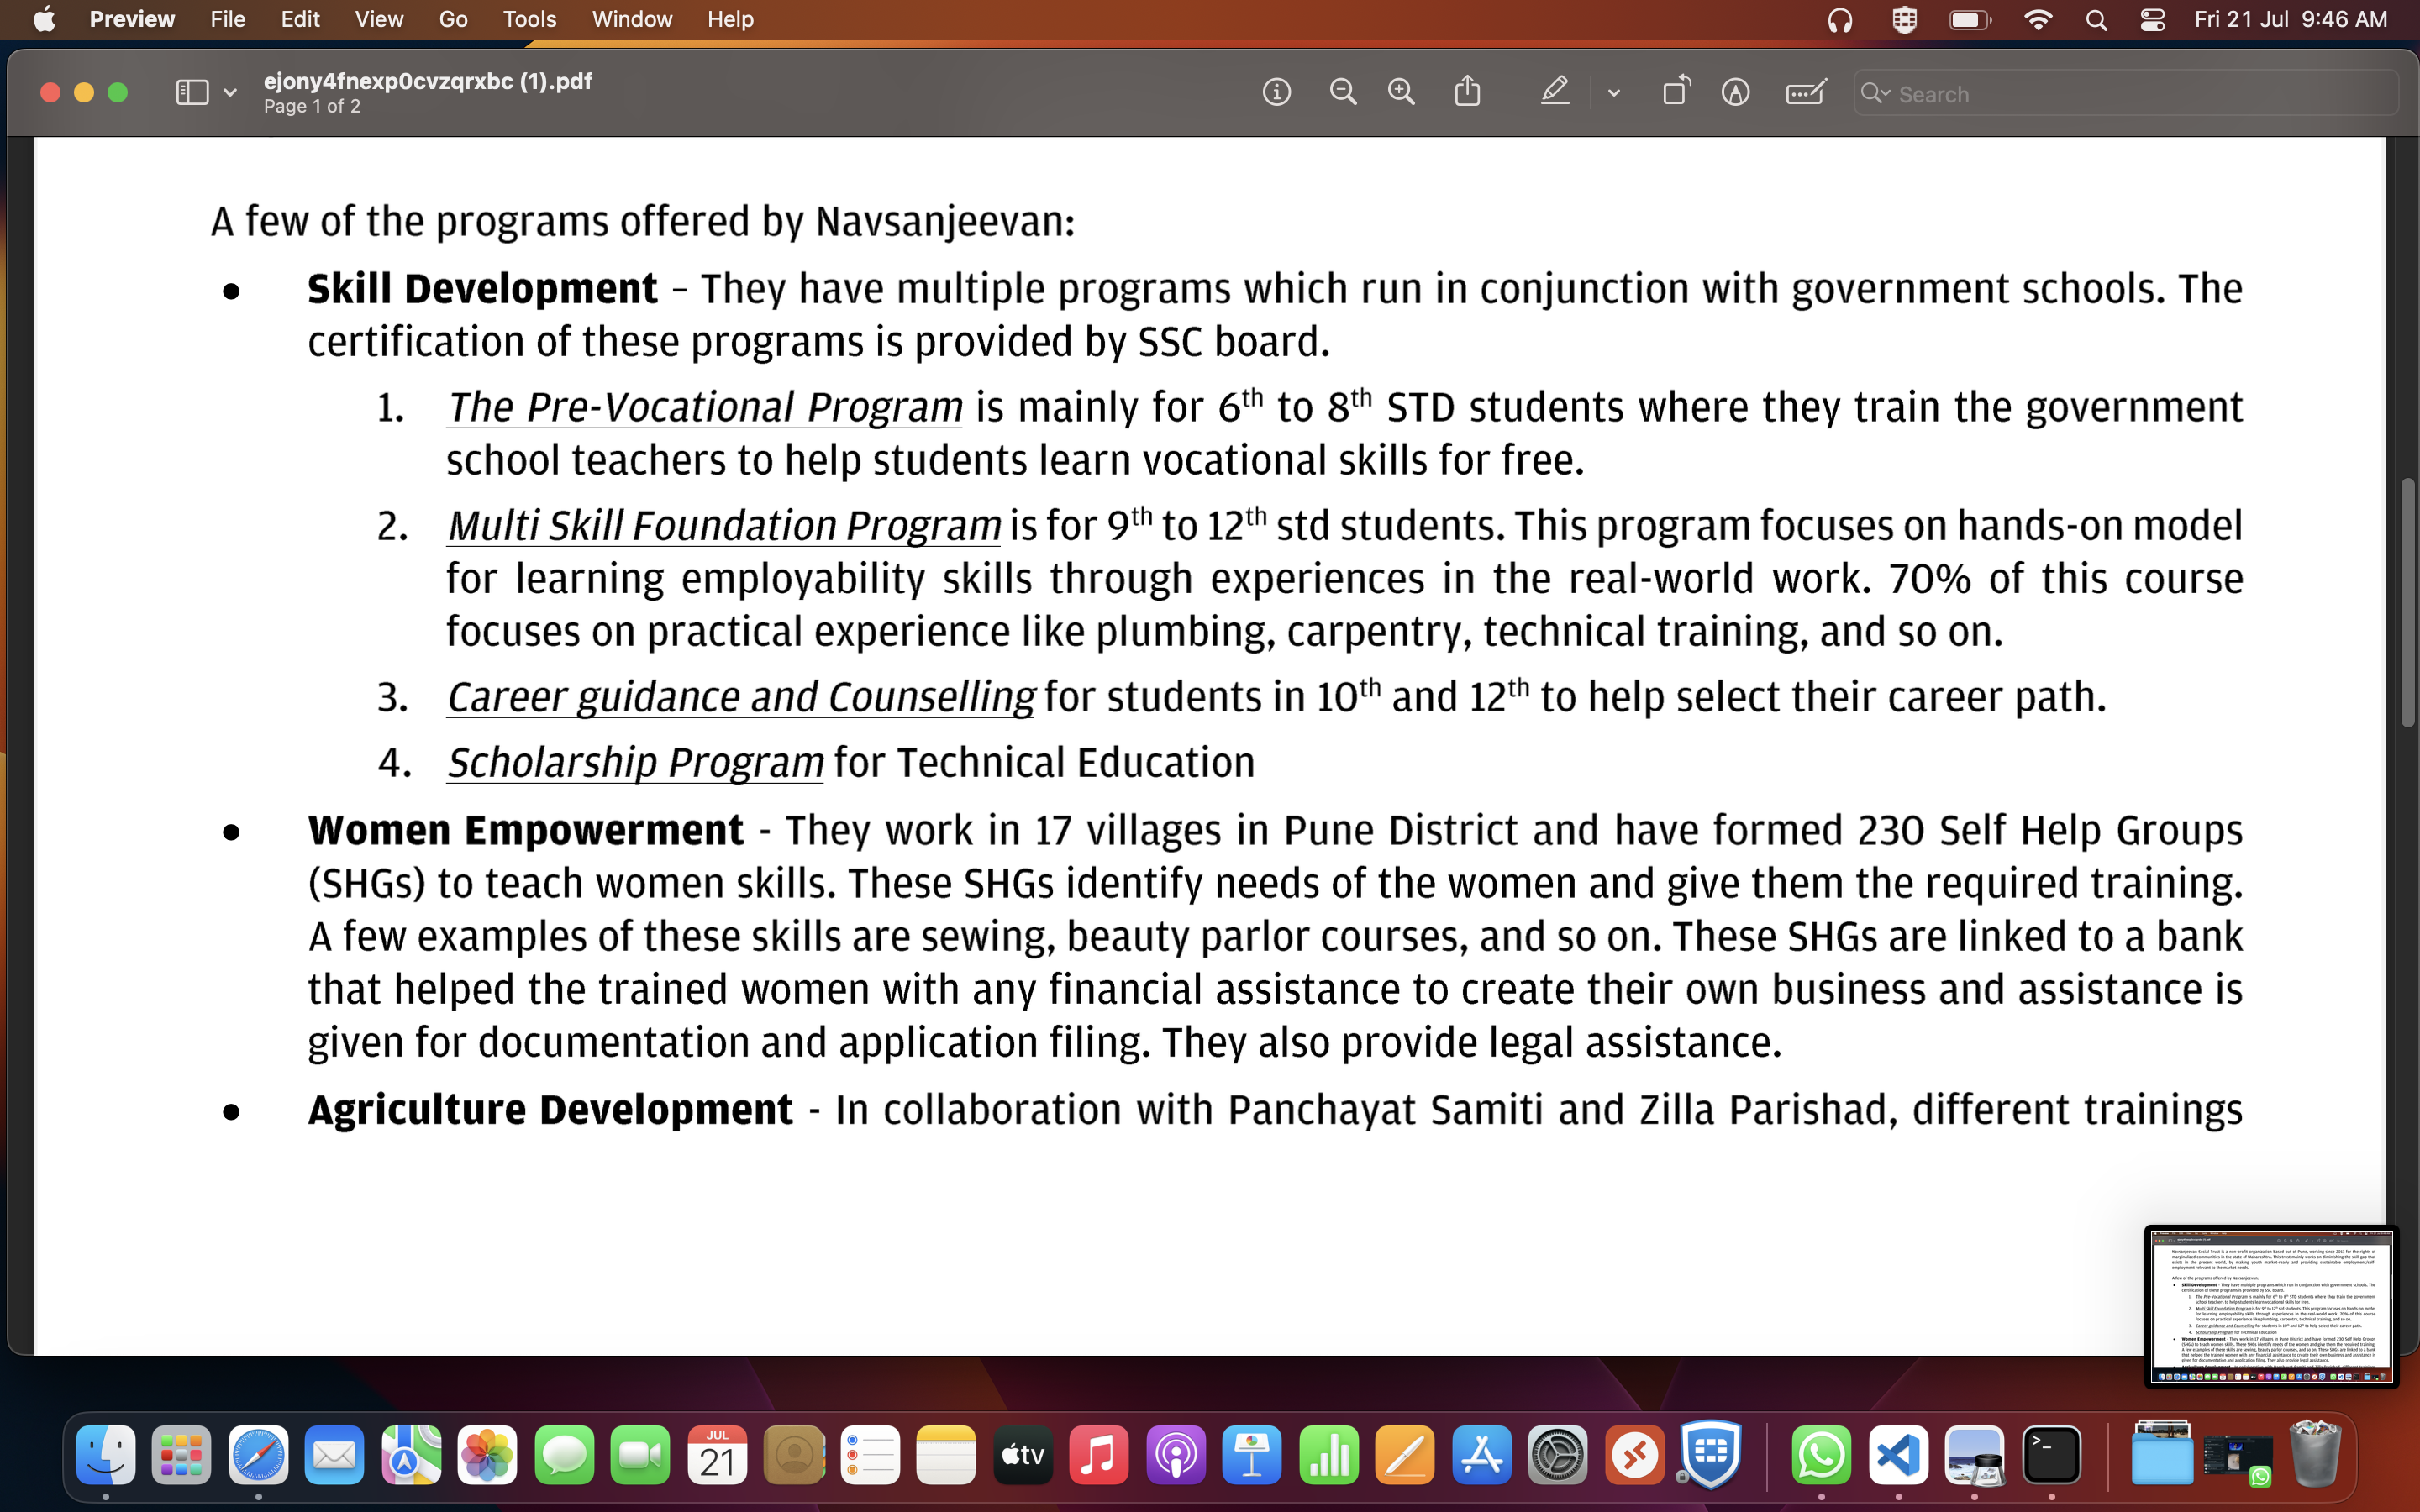 Preview File Edit View Go Tools Window Help Fri 21 Jul 9:46 AM
ejony4fnexp0cvzqrxbc (1).pdf
Page 1 of 2
Search
A few of the programs offered by Navsanjeevan:
● Skill Development – They have multiple programs which run in conjunction with government schools. The
certification of these programs is provided by SSC board.
1. The Pre-Vocational Program is mainly for 6th to 8th STD students where they train the government
school teachers to help students learn vocational skills for free.
2. Multi Skill Foundation Program is for 9th to 12th std students. This program focuses on hands-on model
for learning employability skills through experiences in the real-world work. 70% of this course
focuses on practical experience like plumbing, carpentry, technical training, and so on.
3. Career guidance and Counselling for students in 10th and 12th to help select their career path.
4. Scholarship Program for Technical Education
● Women Empowerment - They work in 17 villages in Pune District and have formed 230 Self Help Groups
(SHGs) to teach women skills. These SHGs identify needs of the women and give them the required training.
A few examples of these skills are sewing, beauty parlor courses, and so on. These SHGs are linked to a bank
that helped the trained women with any financial assistance to create their own business and assistance is
given for documentation and application filing. They also provide legal assistance.
● Agriculture Development - In collaboration with Panchayat Samiti and Zilla Parishad, different trainings
JUL
21
tv